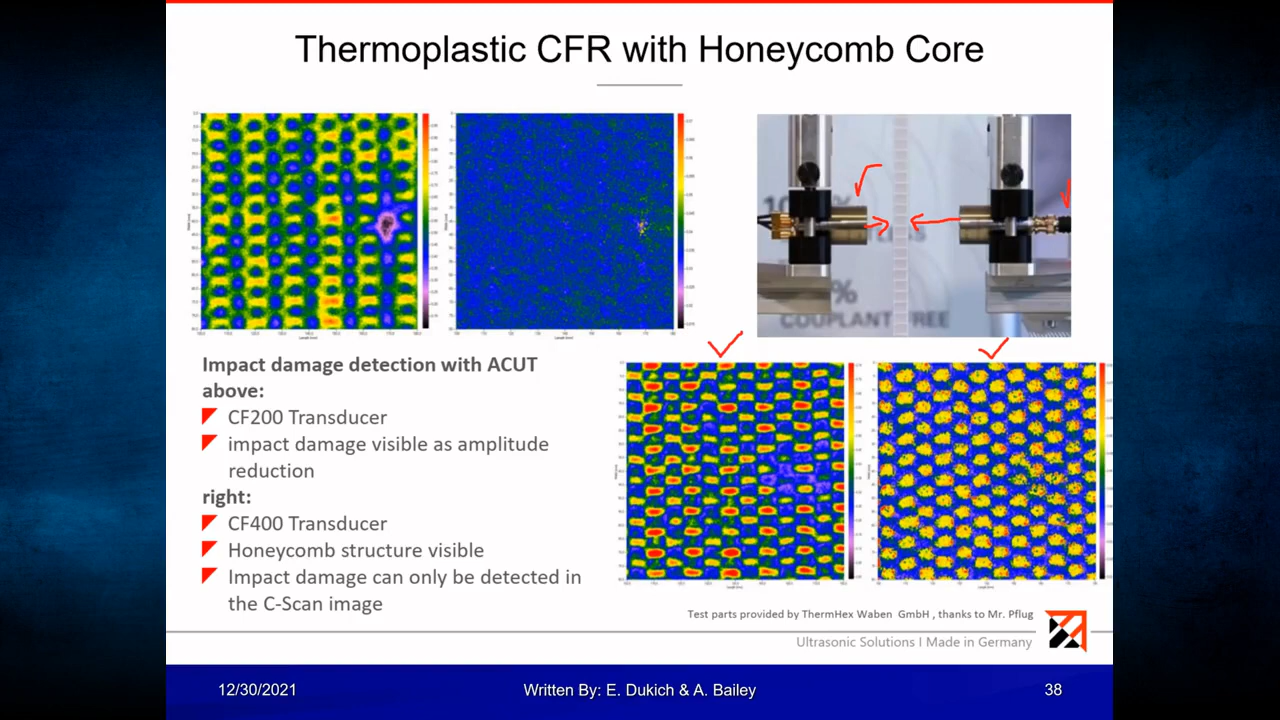 Thermoplastic CFR with Honeycomb Core
%
COUPLANT FREE
Impact damage detection with ACUT
above:
CF200 Transducer
impact damage visible as amplitude
reduction
right:
CF400 Transducer
Honeycomb structure visible
Impact damage can only be detected in
the C-Scan image
Test parts provided by ThermHex Waben GmbH , thanks to Mr. Pflug
Ultrasonic Solutions I Made in Germany
12/30/2021
Written By: E. Dukich & A. Bailey
38